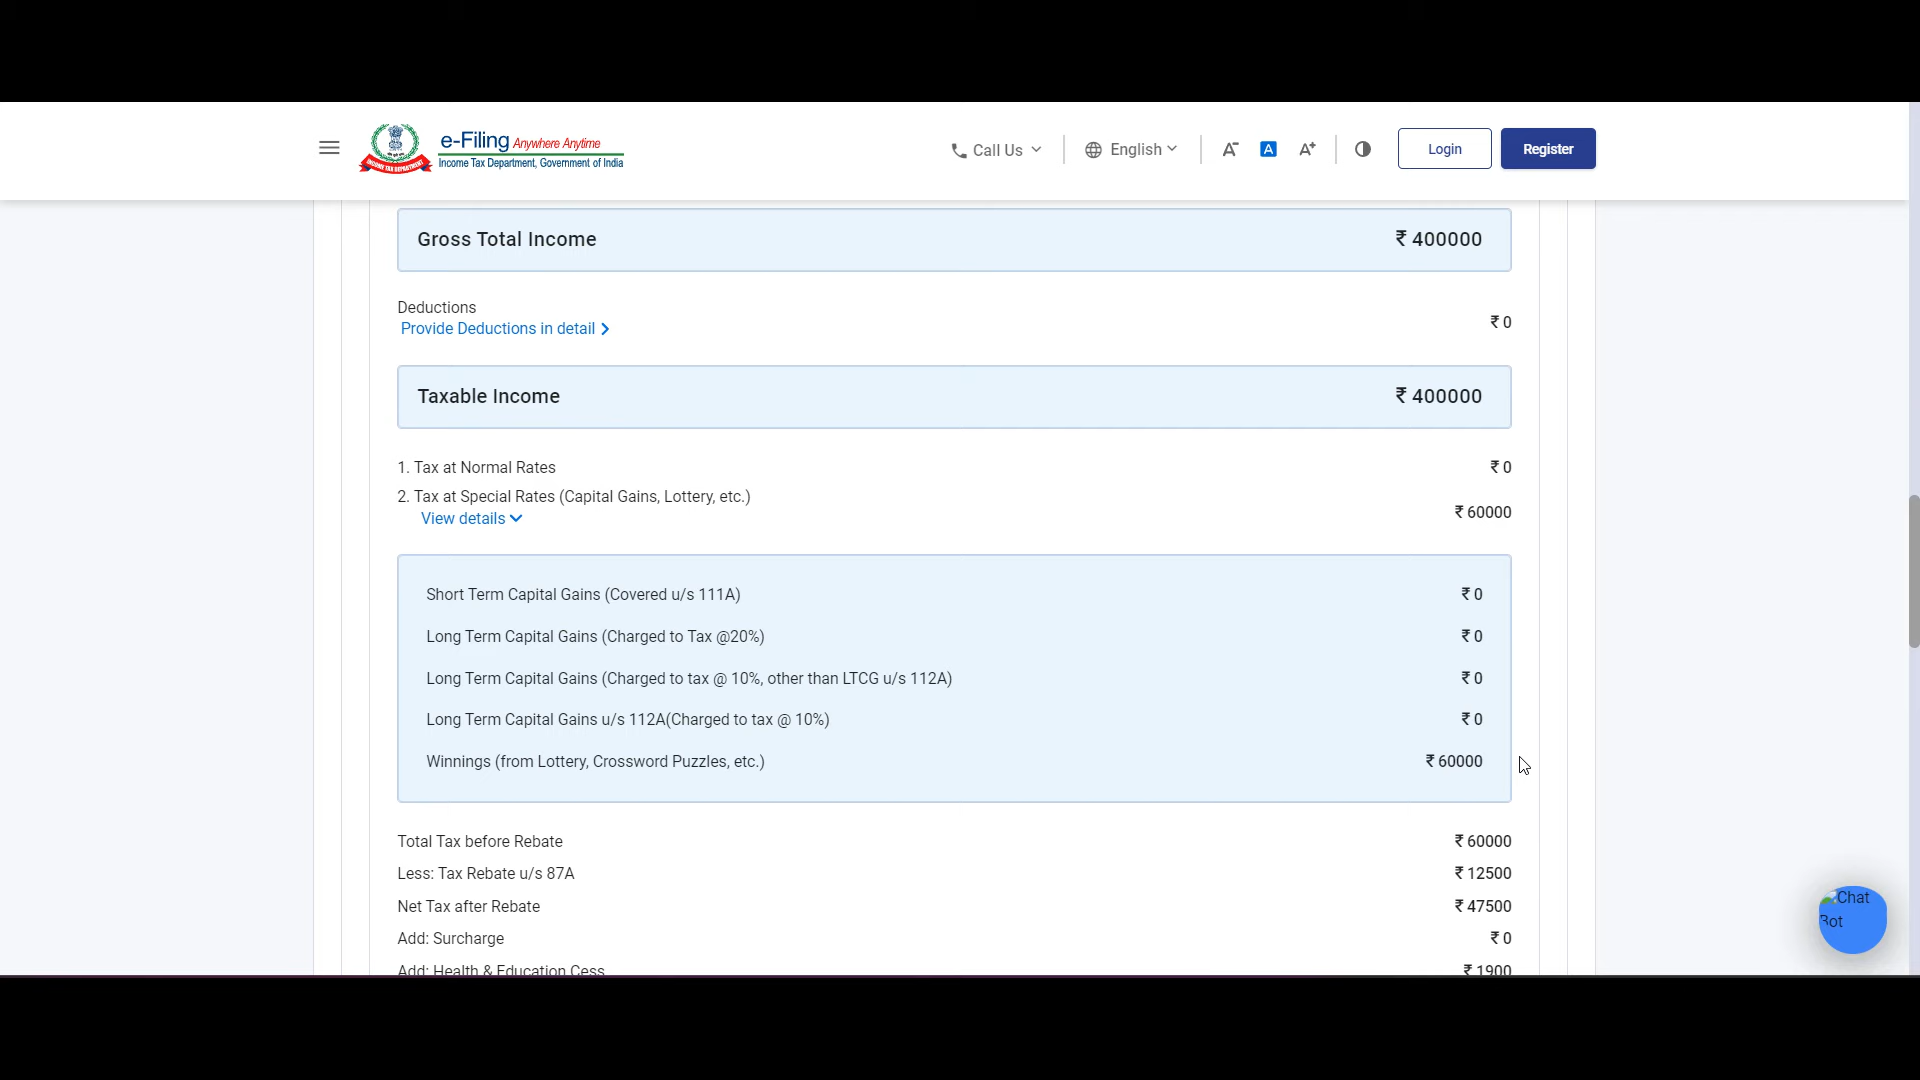 e-Filing Anywhere Anytime
Income Tax Department, Government of India
INCOME TAX DEPARTMENT
Call Us
English
A-
A
A+
Login
Register
Gross Total Income ₹ 400000
Deductions
Provide Deductions in detail ₹ 0
Taxable Income ₹ 400000
1. Tax at Normal Rates ₹ 0
2. Tax at Special Rates (Capital Gains, Lottery, etc.) ₹ 60000
View details
Short Term Capital Gains (Covered u/s 111A) ₹ 0
Long Term Capital Gains (Charged to Tax @20%) ₹ 0
Long Term Capital Gains (Charged to tax @ 10%, other than LTCG u/s 112A) ₹ 0
Long Term Capital Gains u/s 112A(Charged to tax @ 10%) ₹ 0
Winnings (from Lottery, Crossword Puzzles, etc.) ₹ 60000
Total Tax before Rebate ₹ 60000
Less: Tax Rebate u/s 87A ₹ 12500
Net Tax after Rebate ₹ 47500
Add: Surcharge ₹ 0
Add: Health & Education Cess ₹ 1900
Chat
Bot